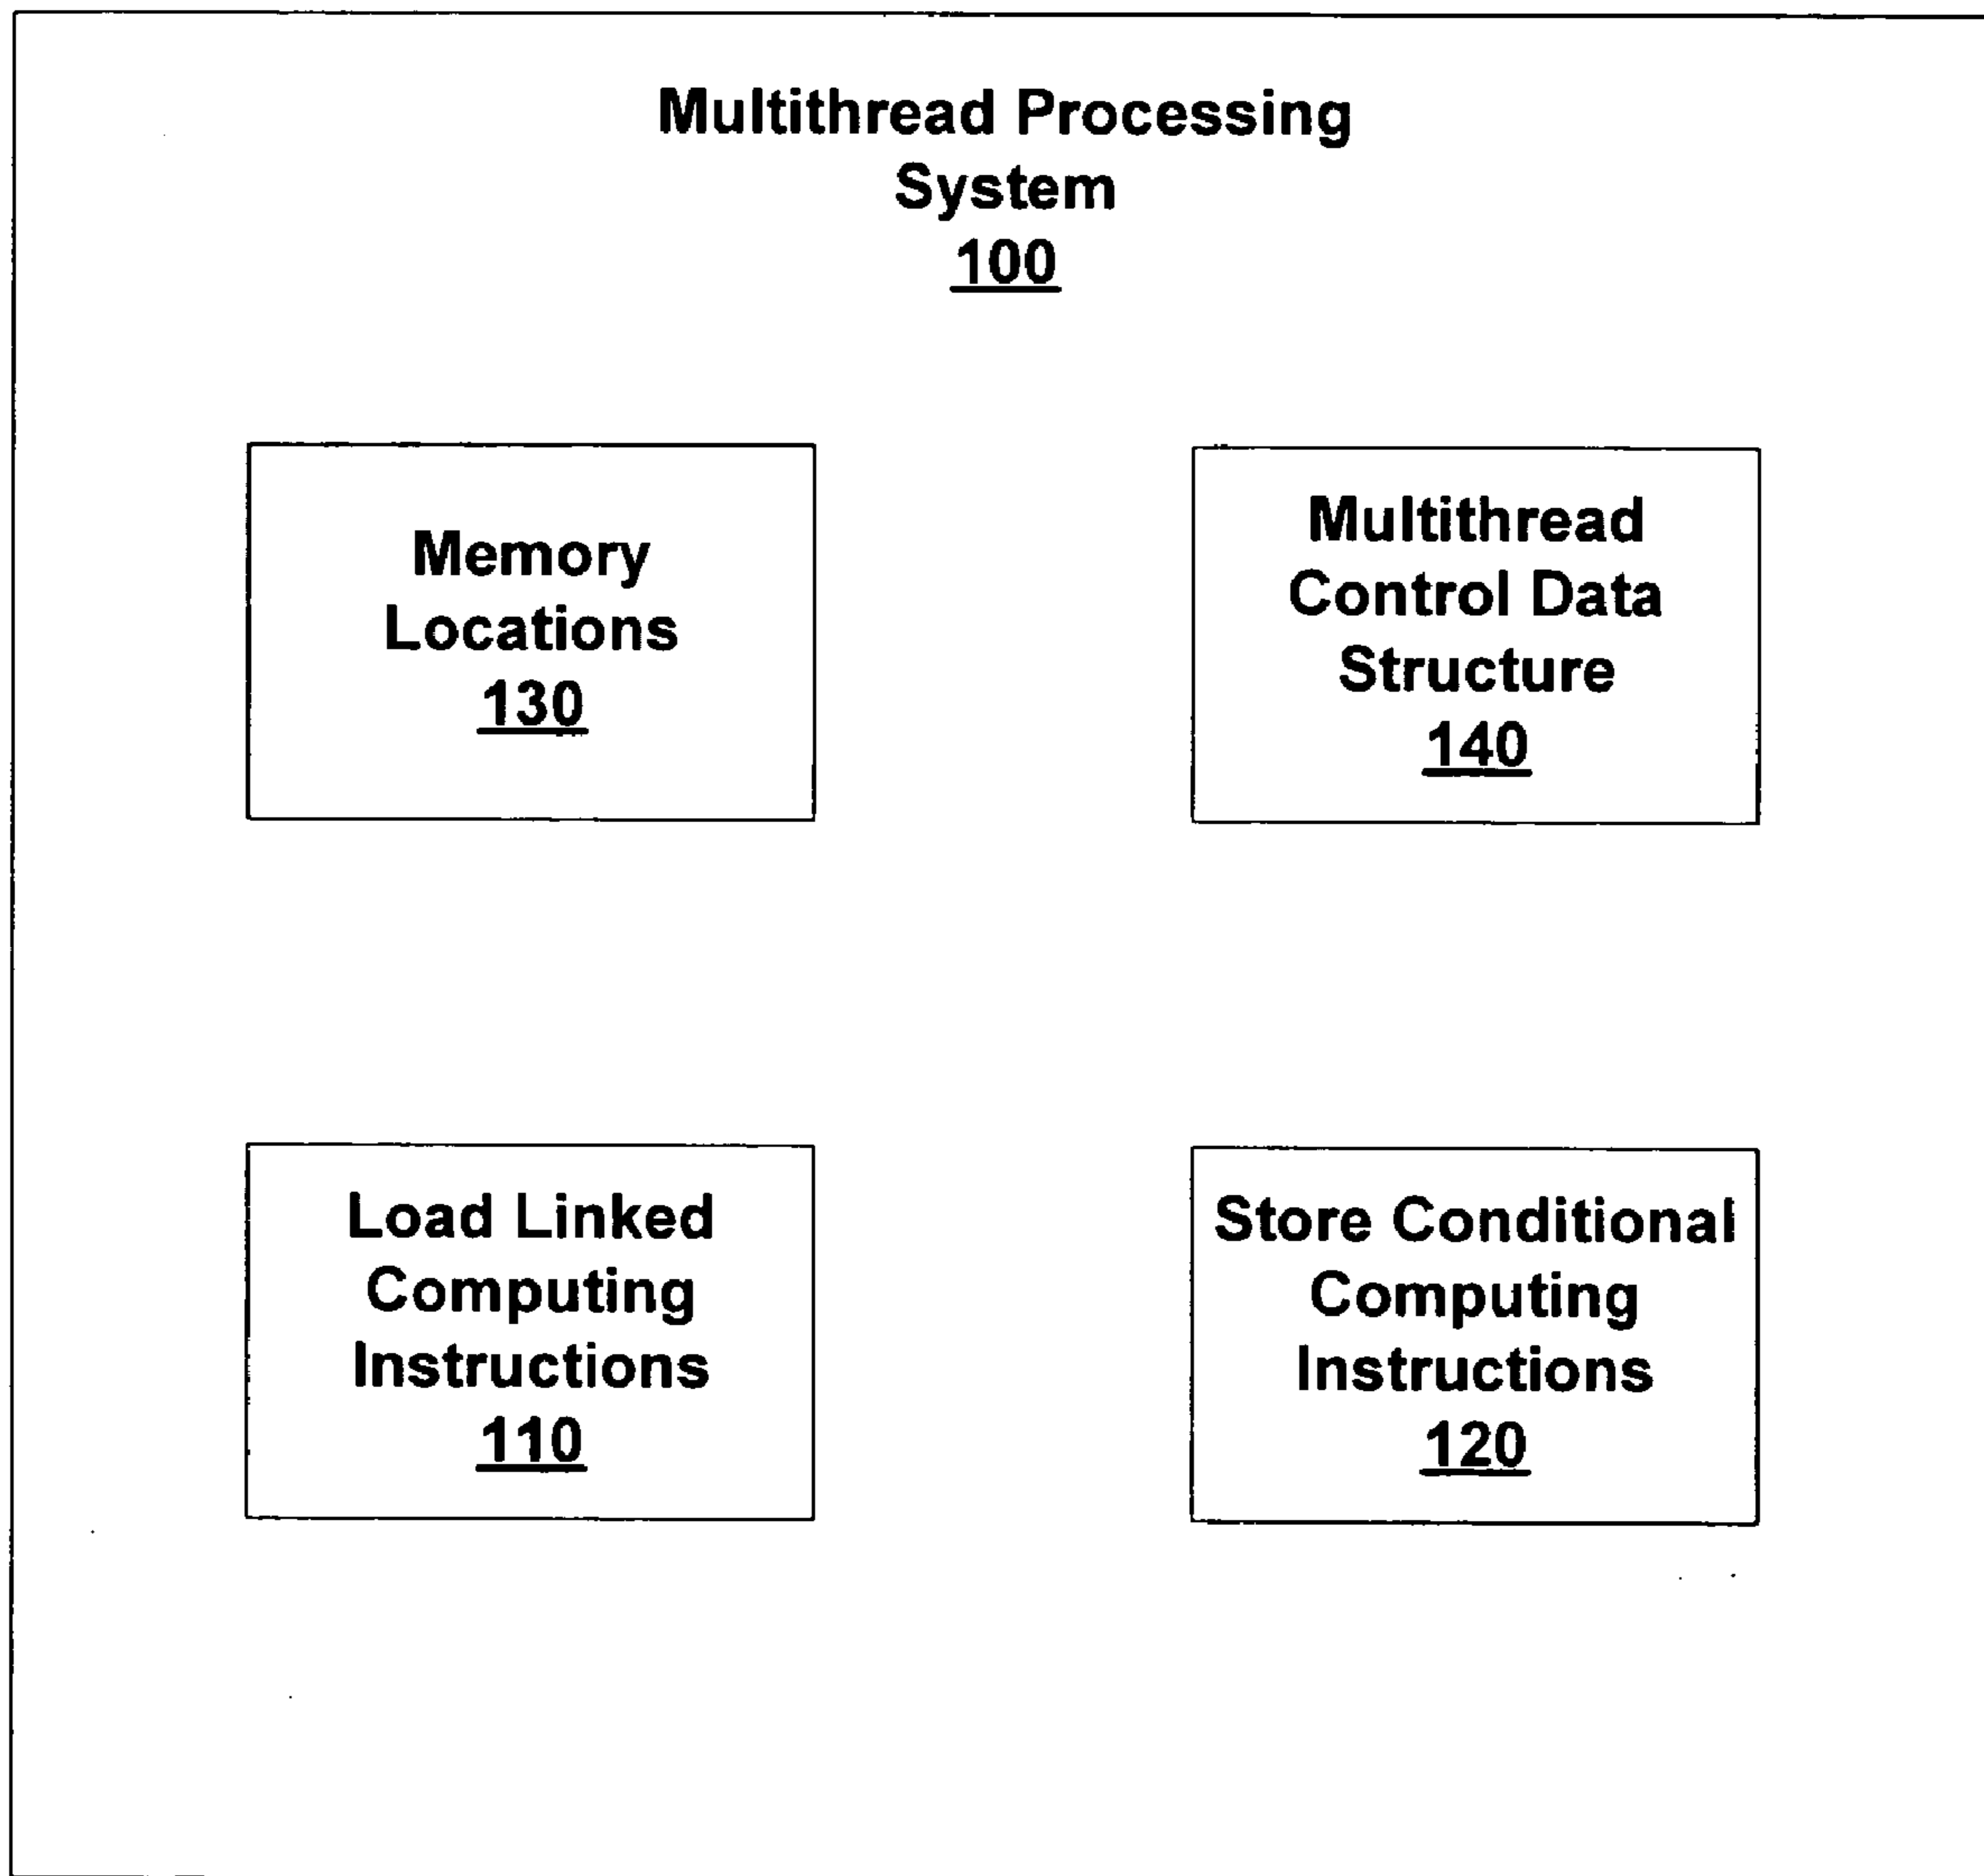 Multithread Processing
System
100
Memory
Locations
130
Multithread
Control Data
Structure
140
Load Linked
Computing
Instructions
110
Store Conditional
Computing
Instructions
120